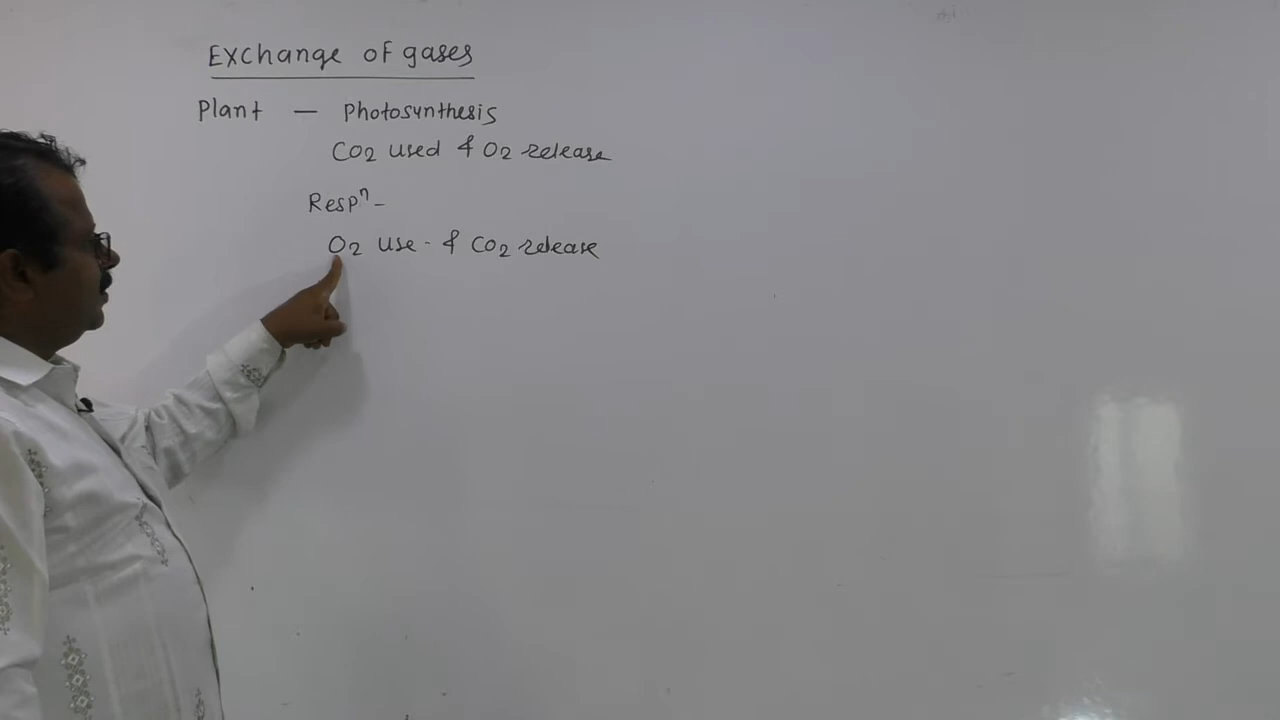 Exchange of gases
Plant — Photosynthesis
CO2 used & O2 release
Respⁿ -
O2 use - & CO2 release